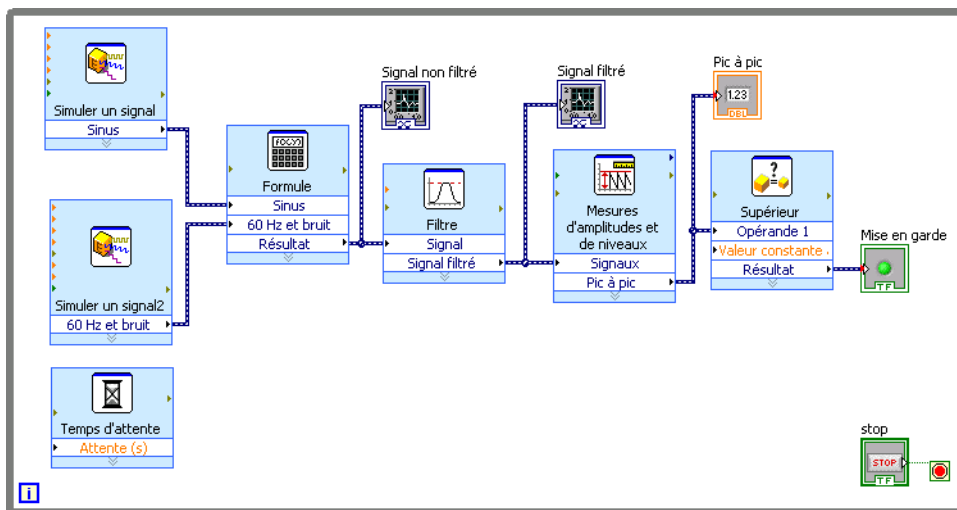 Simuler un signal
Sinus
Simuler un signal2
60 Hz et bruit
Temps d'attente
Attente (s)
f(x,y)
Formule
Sinus
60 Hz et bruit
Résultat
Signal non filtré
Filtre
Signal
Signal filtré
Signal filtré
Mesures
d'amplitudes et
de niveaux
Signaux
Pic à pic
Pic à pic
1.23
DBL
Supérieur
Opérande 1
Valeur constante
Résultat
Mise en garde
TF
stop
STOP
TF
i